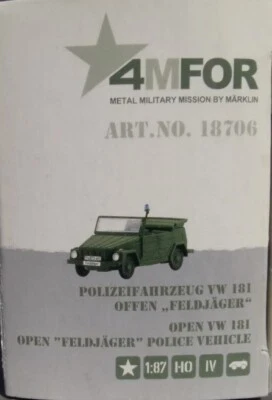 4MFOR
METAL MILITARY MISSION BY MÄRKLIN
ART.NO. 18706
POLIZEIFAHRZEUG VW 181
OFFEN „FELDJÄGER“
OPEN VW 181
OPEN "FELDJÄGER" POLICE VEHICLE
1:87 HO IV